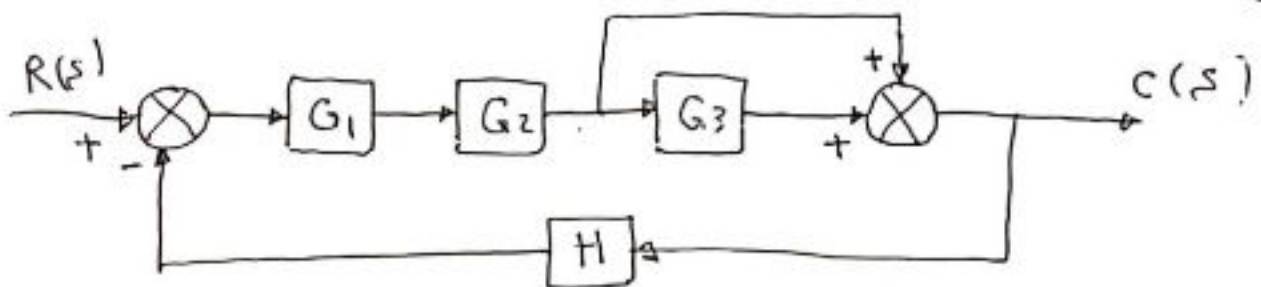 R(s)
+
-
G1
G2
G3
+
+
C(s)
H